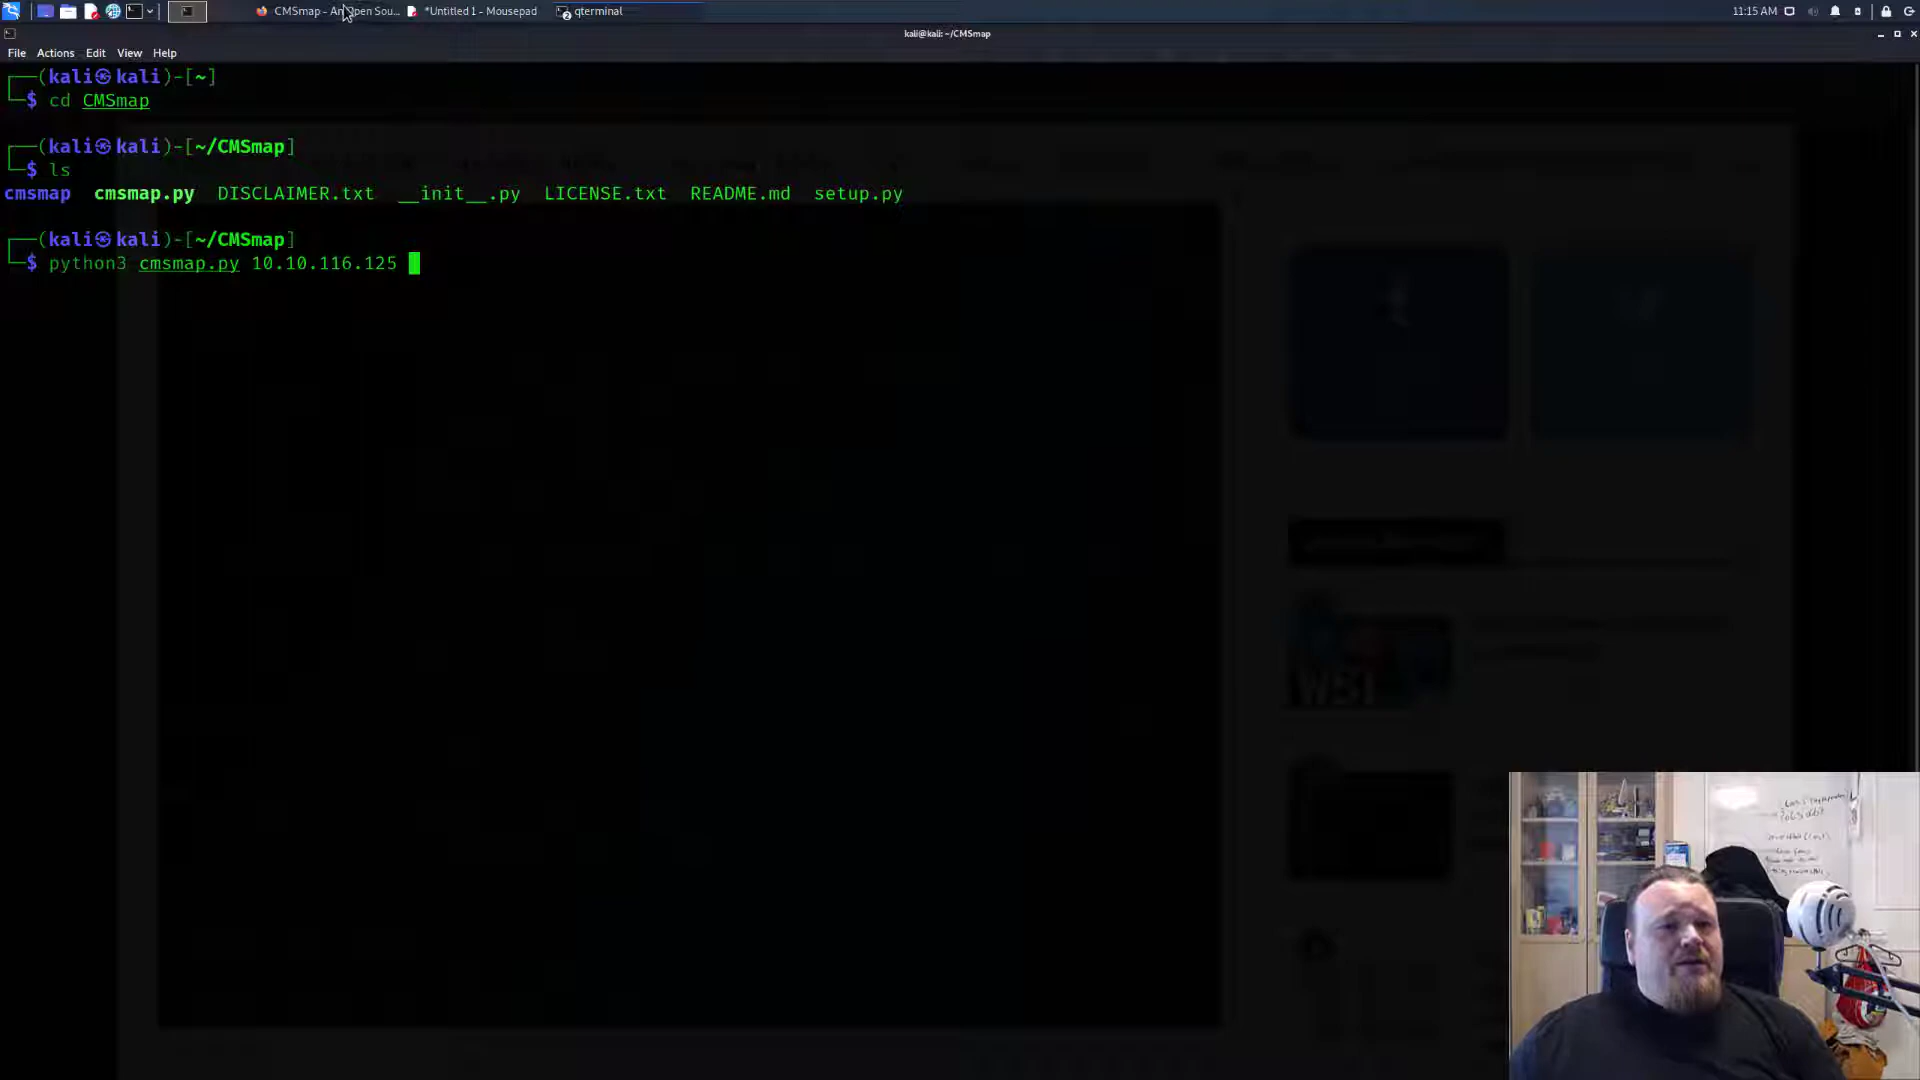 CMSmap - An Open Sou...
*Untitled 1 - Mousepad
2
qterminal
11:15 AM
kali@kali: ~/CMSmap
File Actions Edit View Help
┌──(kali㉿kali)-[~]
└─$ cd CMSmap
┌──(kali㉿kali)-[~/CMSmap]
└─$ ls
cmsmap cmsmap.py DISCLAIMER.txt __init__.py LICENSE.txt README.md setup.py
┌──(kali㉿kali)-[~/CMSmap]
└─$ python3 cmsmap.py 10.10.116.125